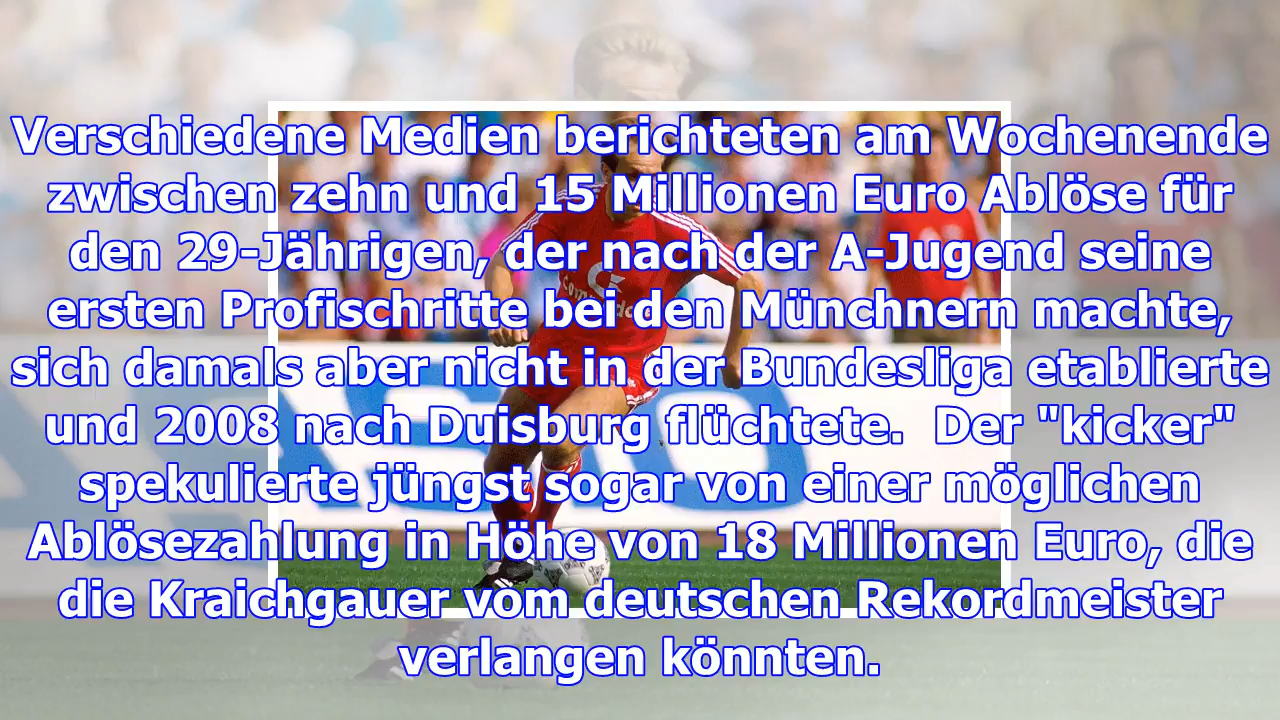 Verschiedene Medien berichteten am Wochenende
zwischen zehn und 15 Millionen Euro Ablöse für
den 29-Jährigen, der nach der A-Jugend seine
ersten Profischritte bei den Münchnern machte,
sich damals aber nicht in der Bundesliga etablierte
und 2008 nach Duisburg flüchtete. Der "kicker"
spekulierte jüngst sogar von einer möglichen
Ablösezahlung in Höhe von 18 Millionen Euro, die
die Kraichgauer vom deutschen Rekordmeister
verlangen könnten.